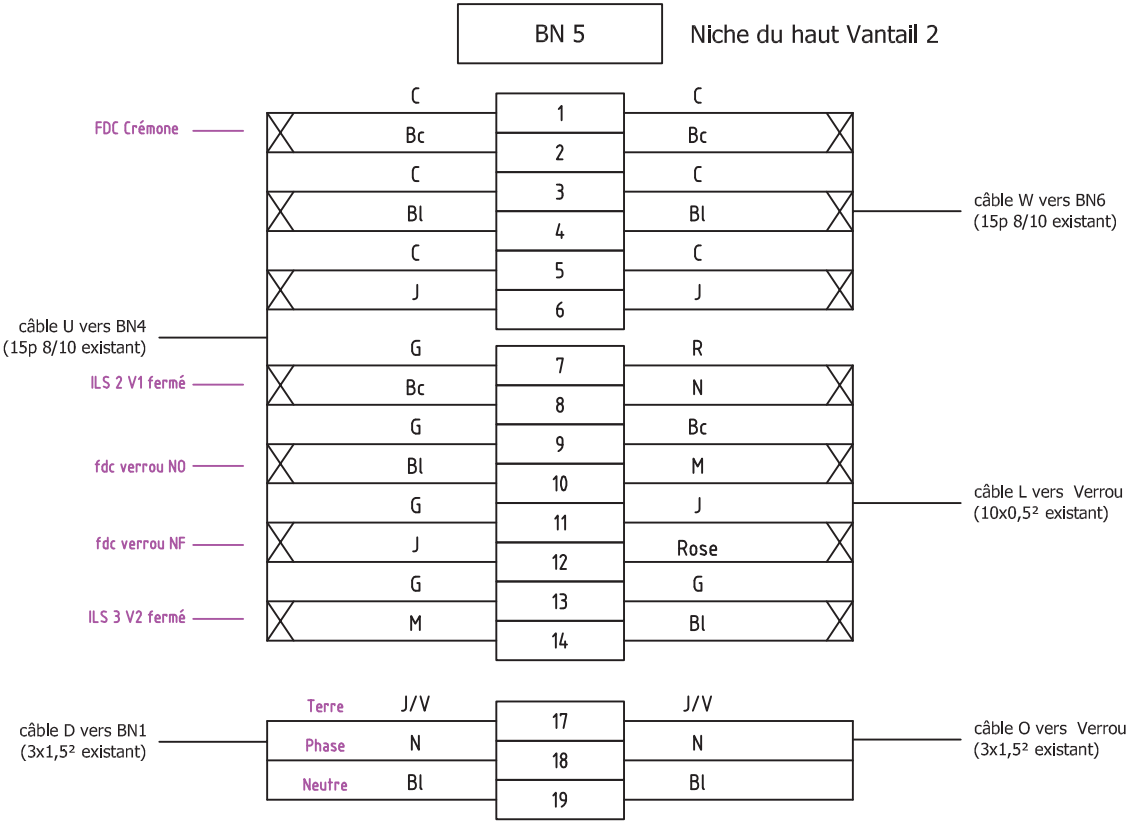 BN 5
Niche du haut Vantail 2
C 1 C
FDC Crémone
Bc 2 Bc
C 3 C
Bl 4 Bl
câble W vers BN6
(15p 8/10 existant)
C 5 C
J 6 J
câble U vers BN4
(15p 8/10 existant)
G 7 R
ILS 2 V1 fermé
Bc 8 N
G 9 Bc
fdc verrou NO
Bl 10 M
G 11 J
câble L vers Verrou
(10x0,5² existant)
fdc verrou NF
J 12 Rose
G 13 G
ILS 3 V2 fermé
M 14 Bl
Terre J/V 17 J/V
câble D vers BN1
(3x1,5² existant)
Phase N 18 N
câble O vers Verrou
(3x1,5² existant)
Neutre Bl 19 Bl